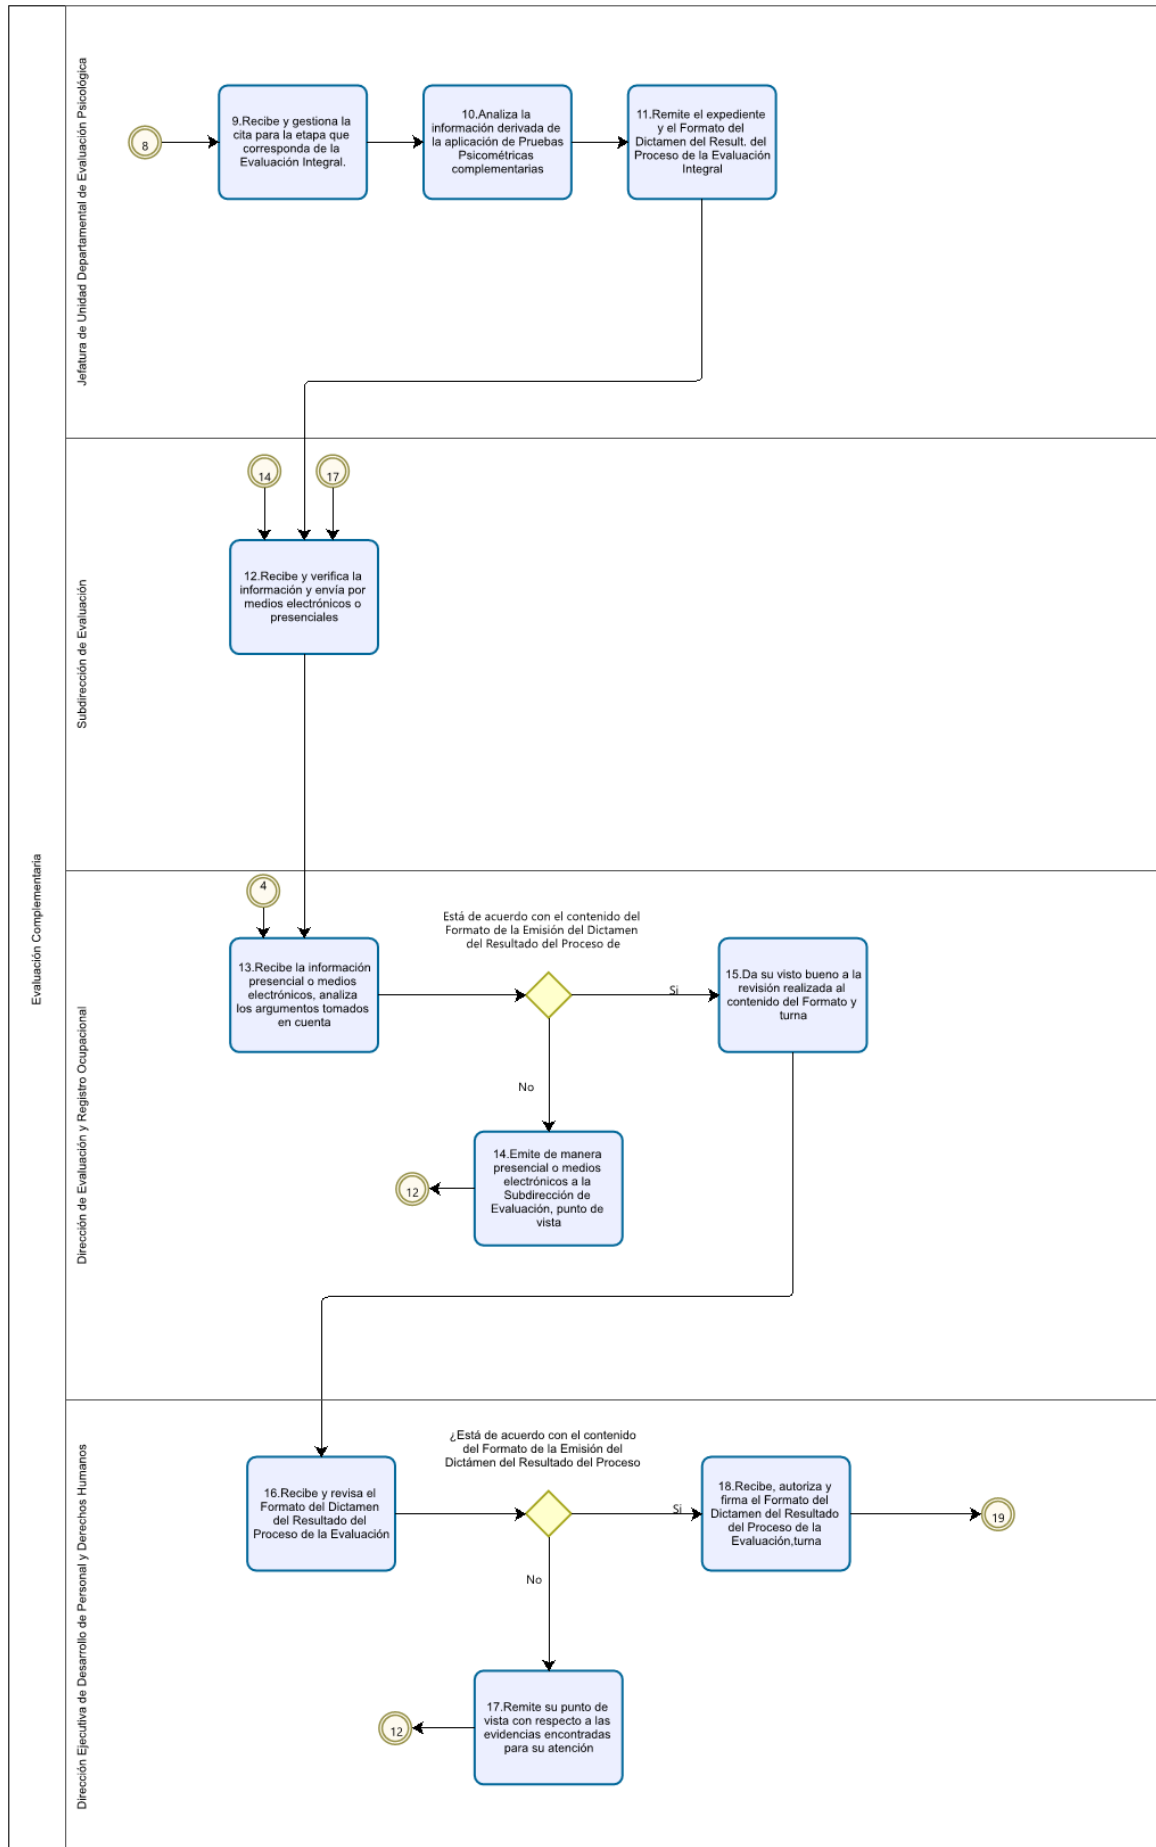 Evaluación Complementaria
Jefatura de Unidad Departamental de Evaluación Psicológica
8
9.Recibe y gestiona la
cita para la etapa que
corresponda de la
Evaluación Integral.
10.Analiza la
información derivada de
la aplicación de Pruebas
Psicométricas
complementarias
11.Remite el expediente
y el Formato del
Dictamen del Result. del
Proceso de la Evaluación
Integral
Subdirección de Evaluación
14
17
12.Recibe y verifica la
información y envía por
medios electrónicos o
presenciales
Dirección de Evaluación y Registro Ocupacional
4
13.Recibe la información
presencial o medios
electrónicos, analiza
los argumentos tomados
en cuenta
Está de acuerdo con el contenido del
Formato de la Emisión del Dictamen
del Resultado del Proceso de
Si
15.Da su visto bueno a la
revisión realizada al
contenido del Formato y
turna
No
14.Emite de manera
presencial o medios
electrónicos a la
Subdirección de
Evaluación, punto de
vista
12
Dirección Ejecutiva de Desarrollo de Personal y Derechos Humanos
16.Recibe y revisa el
Formato del Dictamen
del Resultado del
Proceso de la Evaluación
¿Está de acuerdo con el contenido
del Formato de la Emisión del
Dictámen del Resultado del Proceso
Si
18.Recibe, autoriza y
firma el Formato del
Dictamen del Resultado
del Proceso de la
Evaluación,turna
19
No
17.Remite su punto de
vista con respecto a las
evidencias encontradas
para su atención
12